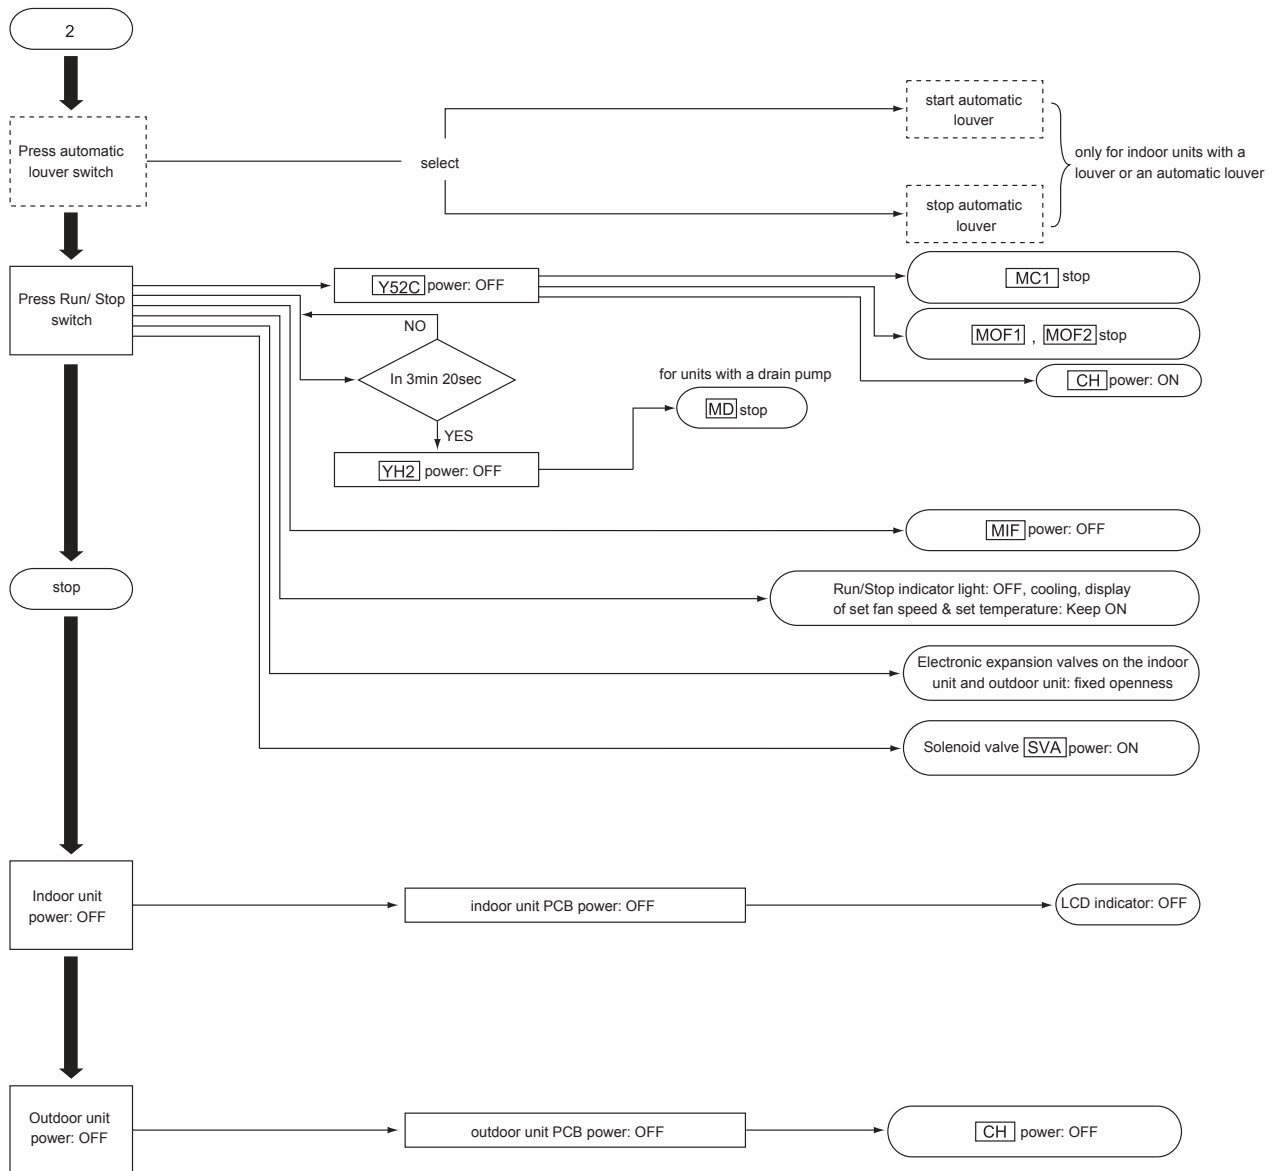 2
Press automatic
louver switch
select
start automatic
louver
stop automatic
louver
only for indoor units with a
louver or an automatic louver
Press Run/ Stop
switch
Y52C power: OFF
MC1 stop
MOF1 , MOF2 stop
CH power: ON
NO
In 3min 20sec
YES
YH2 power: OFF
for units with a drain pump
MD stop
MIF power: OFF
stop
Run/Stop indicator light: OFF, cooling, display
of set fan speed & set temperature: Keep ON
Electronic expansion valves on the indoor
unit and outdoor unit: fixed openness
Solenoid valve SVA power: ON
Indoor unit
power: OFF
indoor unit PCB power: OFF
LCD indicator: OFF
Outdoor unit
power: OFF
outdoor unit PCB power: OFF
CH power: OFF